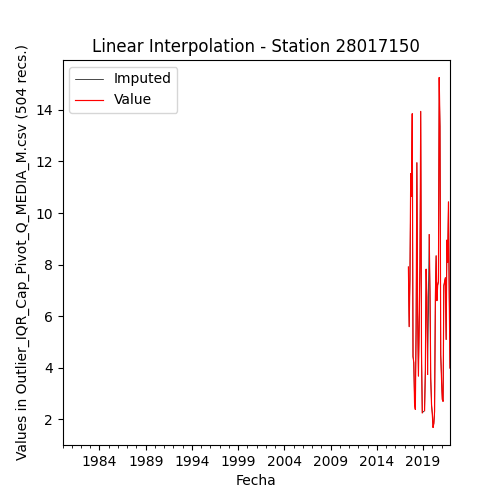 Linear Interpolation - Station 28017150
Imputed
Value
Values in Outlier_IQR_Cap_Pivot_Q_MEDIA_M.csv (504 recs.)
14
12
10
8
6
4
2
1984 1989 1994 1999 2004 2009 2014 2019
Fecha